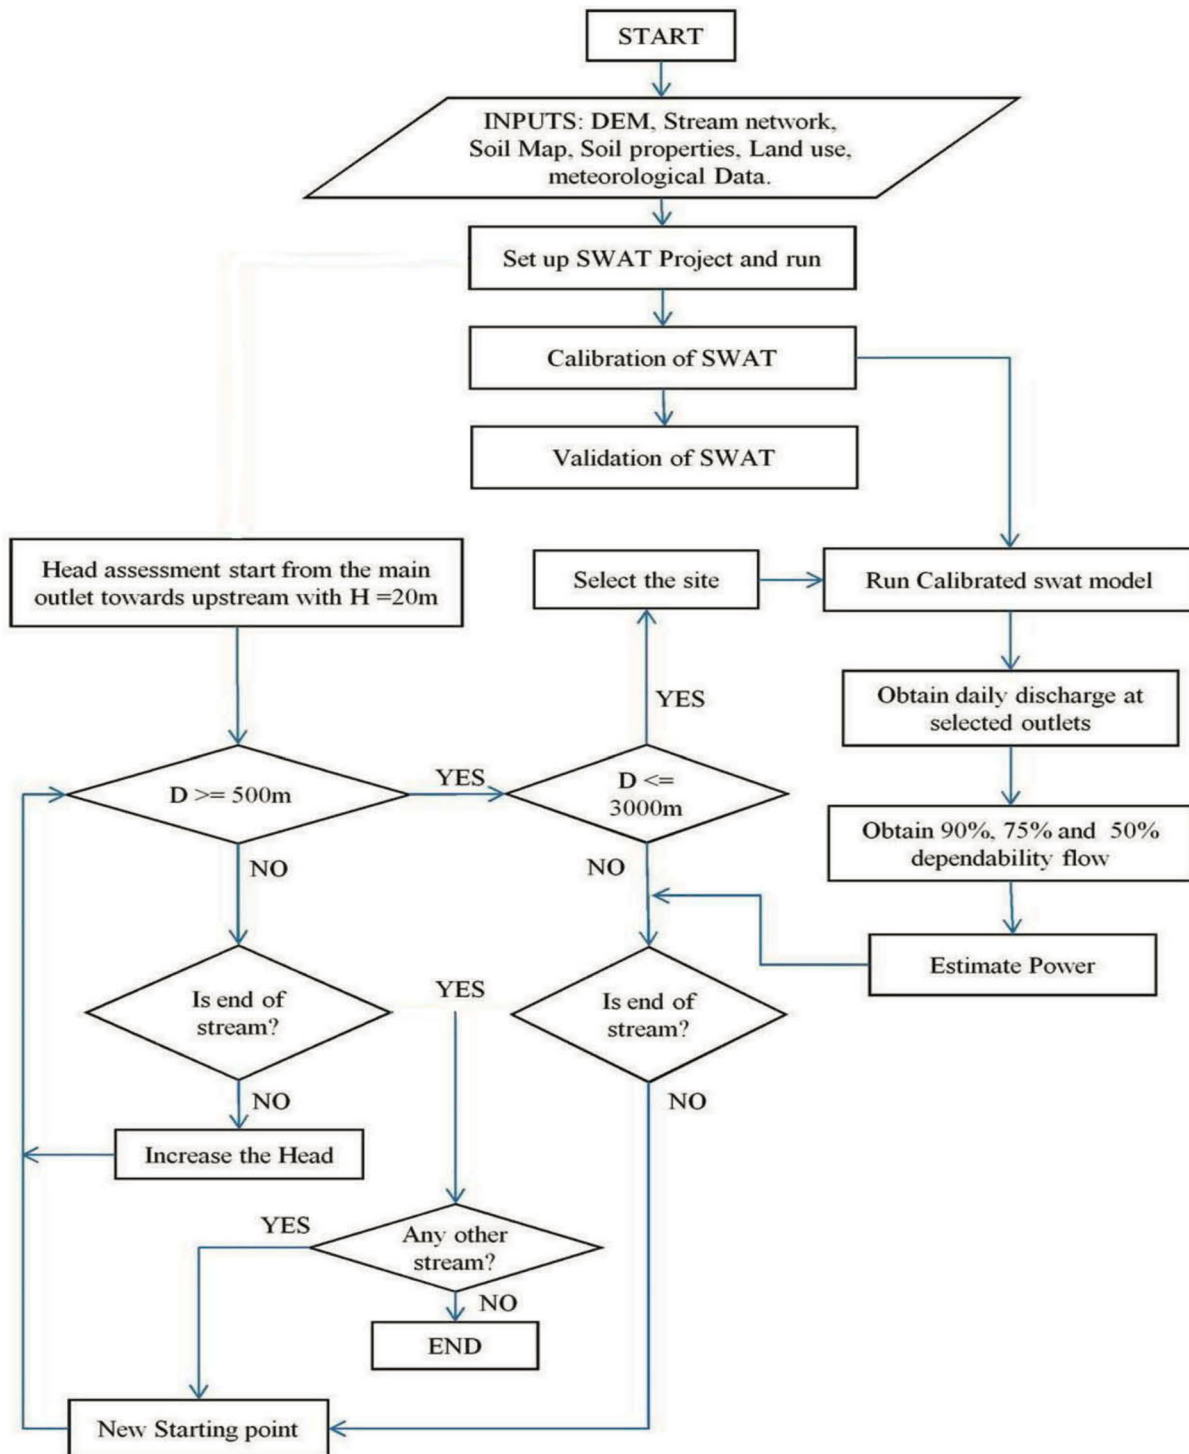 START
INPUTS: DEM, Stream network,
Soil Map, Soil properties, Land use,
meteorological Data.
Set up SWAT Project and run
Calibration of SWAT
Validation of SWAT
Head assessment start from the main
outlet towards upstream with H =20m
Select the site
Run Calibrated swat model
YES
Obtain daily discharge at
selected outlets
D >= 500m
YES
D <=
3000m
NO
NO
Obtain 90%, 75% and 50%
dependability flow
Estimate Power
Is end of
stream?
YES
Is end of
stream?
NO
NO
Increase the Head
YES
Any other
stream?
NO
END
New Starting point